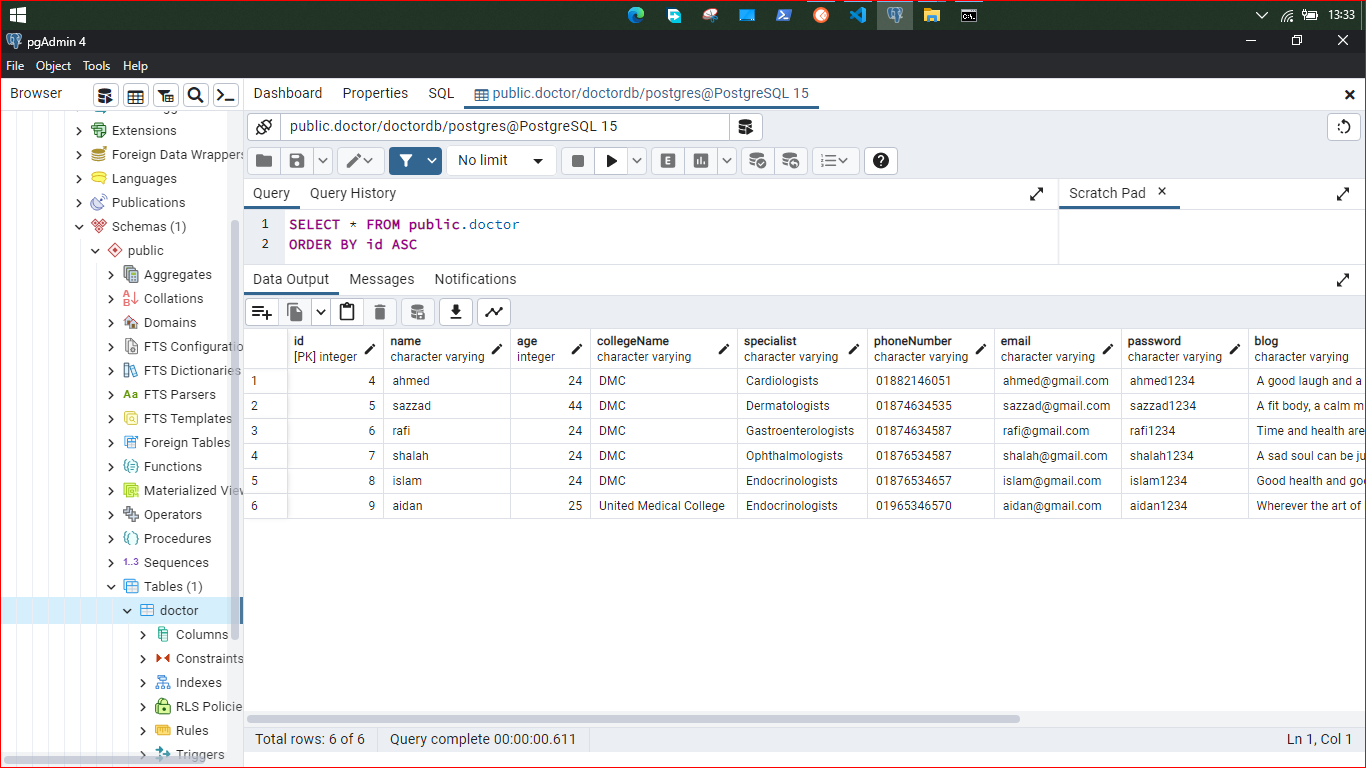 13:33
pgAdmin 4
File Object Tools Help
Browser
Dashboard Properties SQL public.doctor/doctordb/postgres@PostgreSQL 15
Extensions
Foreign Data Wrappers
Languages
Publications
Schemas (1)
public
Aggregates
Collations
Domains
FTS Configuratio
FTS Dictionaries
Aa FTS Parsers
FTS Templates
Foreign Tables
Functions
Materialized Vie
Operators
Procedures
1..3 Sequences
Tables (1)
doctor
Columns
Constraints
Indexes
RLS Policie
Rules
Triggers
public.doctor/doctordb/postgres@PostgreSQL 15
No limit
E
Query Query History
Scratch Pad
1 SELECT * FROM public.doctor
2 ORDER BY id ASC
Data Output Messages Notifications
id name age collegeName specialist phoneNumber email password blog
[PK] integer character varying integer character varying character varying character varying character varying character varying character varying
1 4 ahmed 24 DMC Cardiologists 01882146051 ahmed@gmail.com ahmed1234 A good laugh and a
2 5 sazzad 44 DMC Dermatologists 01874634535 sazzad@gmail.com sazzad1234 A fit body, a calm m
3 6 rafi 24 DMC Gastroenterologists 01874634587 rafi@gmail.com rafi1234 Time and health are
4 7 shalah 24 DMC Ophthalmologists 01876534587 shalah@gmail.com shalah1234 A sad soul can be ju
5 8 islam 24 DMC Endocrinologists 01876534657 islam@gmail.com islam1234 Good health and goo
6 9 aidan 25 United Medical College Endocrinologists 01965346570 aidan@gmail.com aidan1234 Wherever the art of
Total rows: 6 of 6 Query complete 00:00:00.611 Ln 1, Col 1